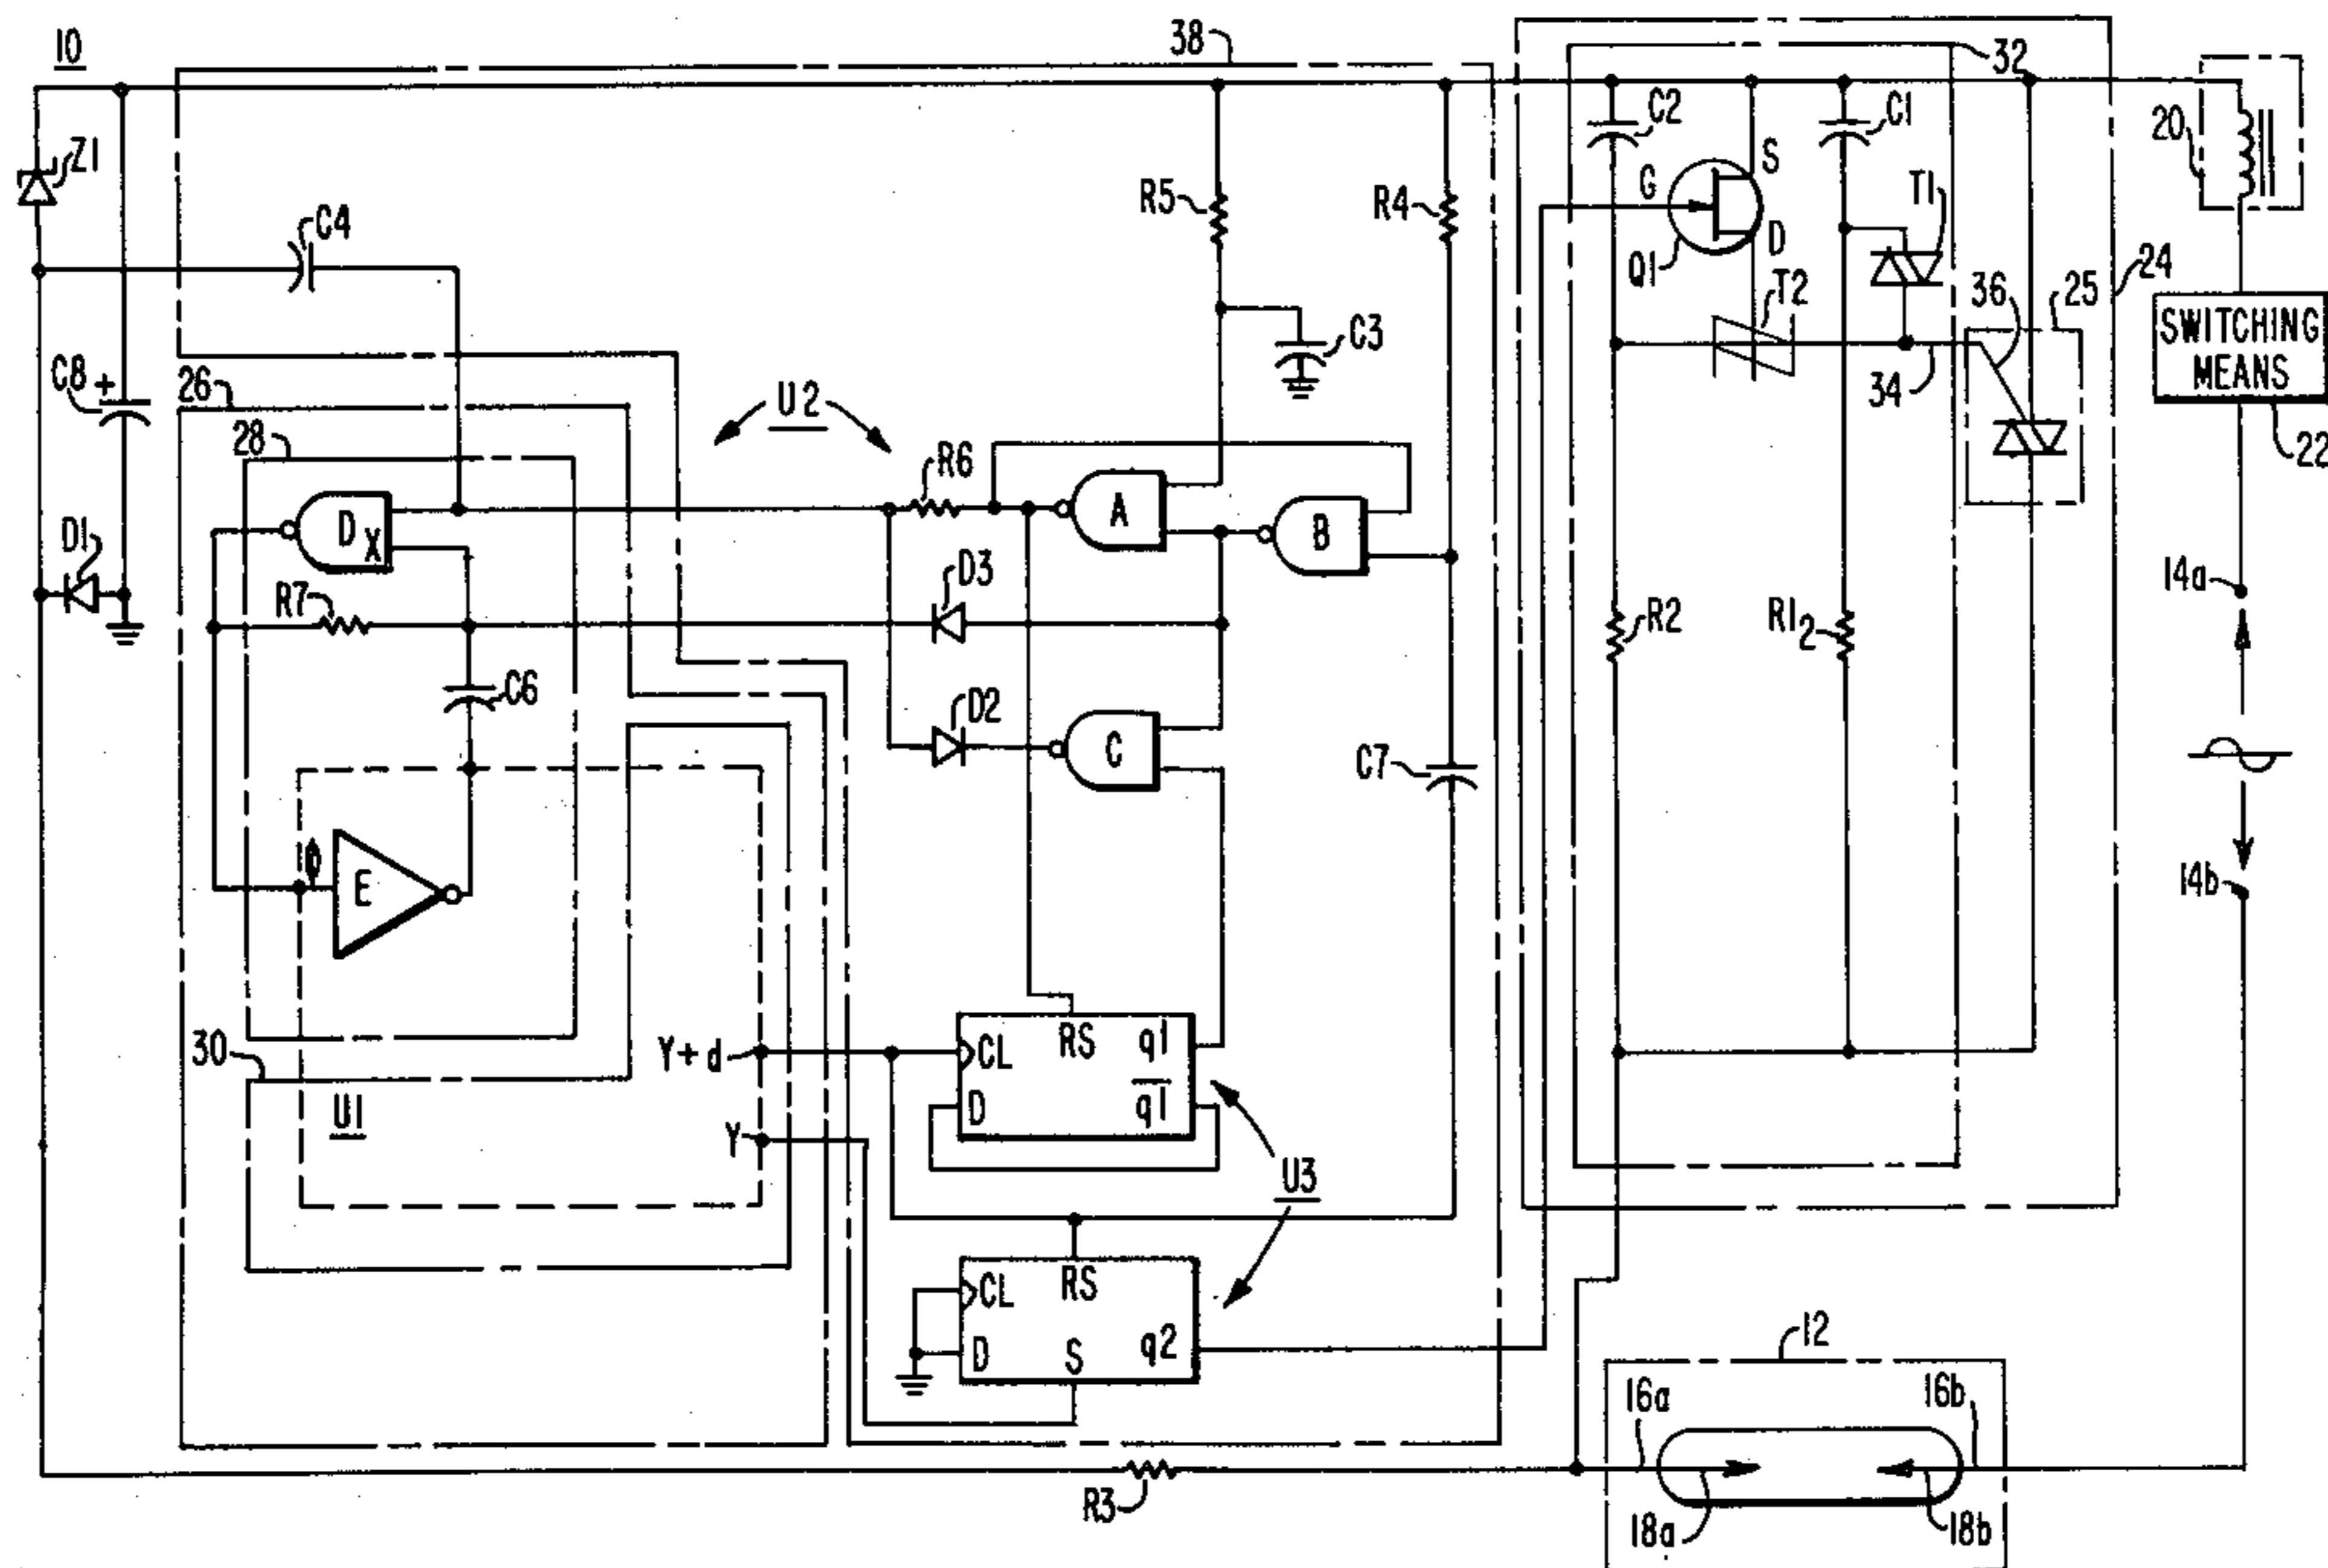 10
38
32
Z1
C4
C8
+
26
28
D1
R7
D
X
C6
ϕ
E
30
U1
Y+d
Y
U2
R6
A
B
D3
D2
C
R5
R4
C3
C7
CL
RS
q1
D
q1
U3
CL
RS
D
S
q2
R3
C2
G
S
Q1
D
T2
C1
T1
36
25
24
34
R2
R12
20
SWITCHING
MEANS
22
14a
14b
12
16a
16b
18a
18b